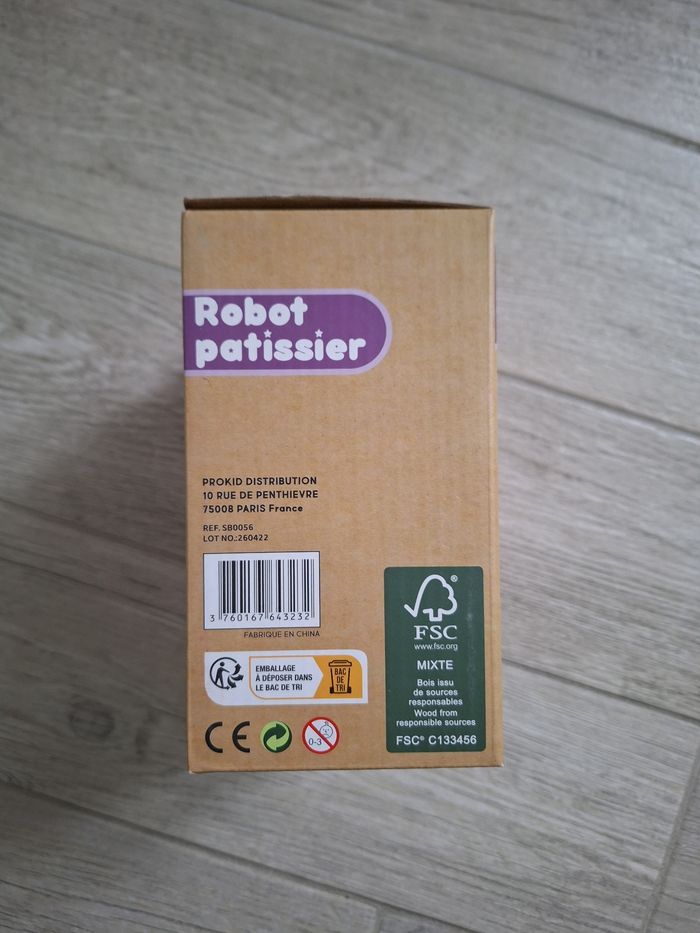 Robot
patissier
PROKID DISTRIBUTION
10 RUE DE PENTHIEVRE
75008 PARIS France
REF. SB0056
LOT NO.:260422
3 760167 643232
FABRIQUE EN CHINA
EMBALLAGE
À DÉPOSER DANS
LE BAC DE TRI
BAC
DE
TRI
CE
0-3
®
FSC
www.fsc.org
MIXTE
Bois issu
de sources
responsables
Wood from
responsible sources
FSC® C133456